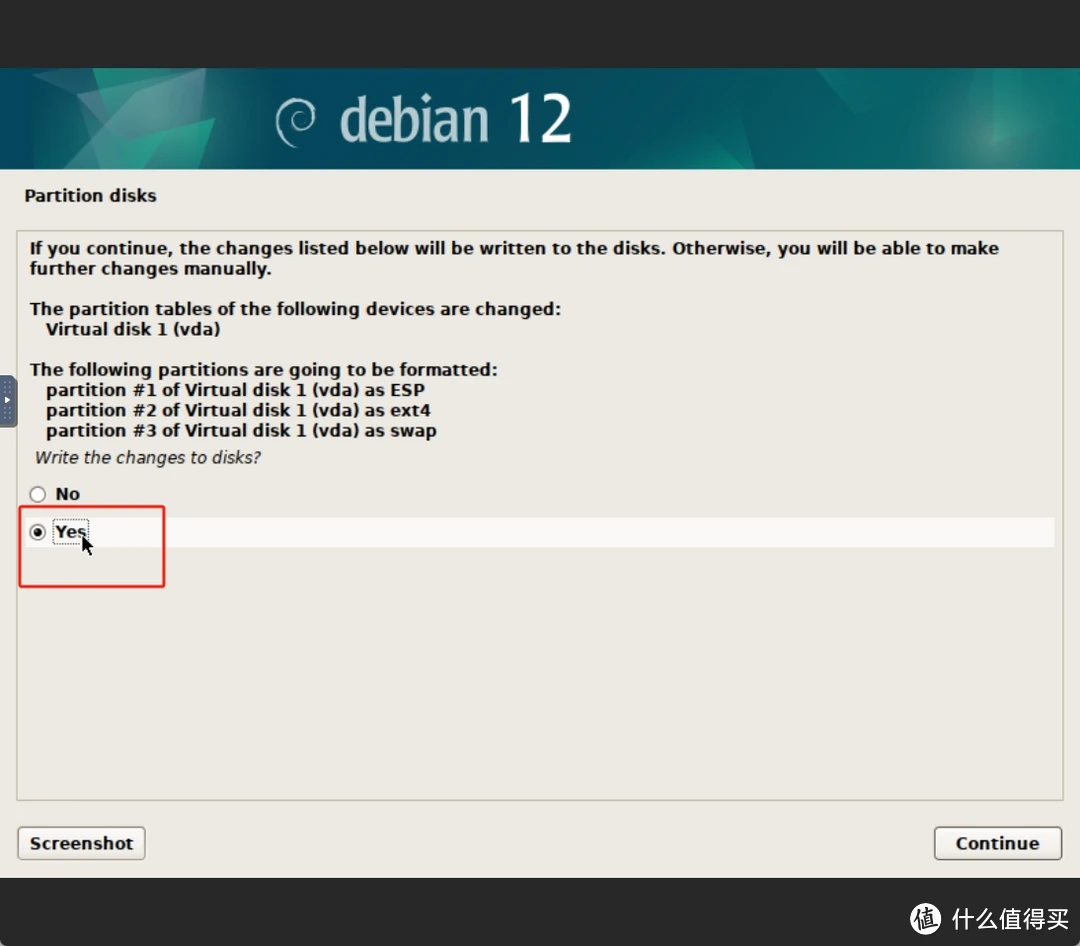 debian 12
Partition disks
If you continue, the changes listed below will be written to the disks. Otherwise, you will be able to make
further changes manually.
The partition tables of the following devices are changed:
Virtual disk 1 (vda)
The following partitions are going to be formatted:
partition #1 of Virtual disk 1 (vda) as ESP
partition #2 of Virtual disk 1 (vda) as ext4
partition #3 of Virtual disk 1 (vda) as swap
Write the changes to disks?
No
Yes
Screenshot
Continue
值 什么值得买